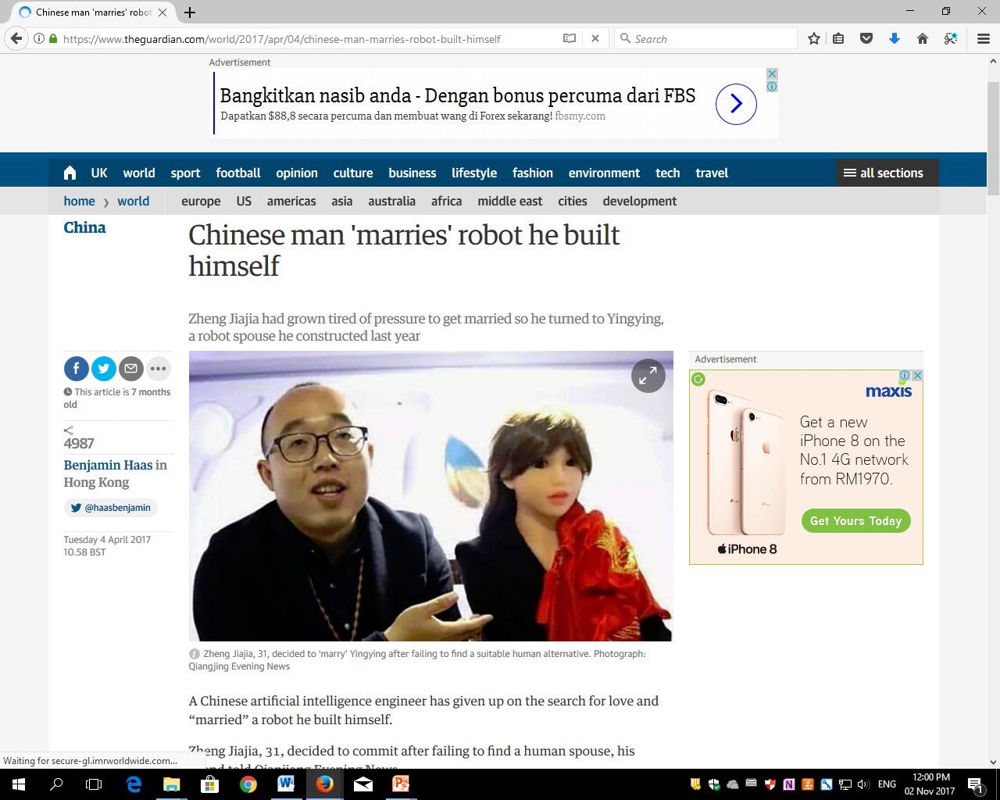 Chinese man 'marries' robot
https://www.theguardian.com/world/2017/apr/04/chinese-man-marries-robot-built-himself
Search
Advertisement
Bangkitkan nasib anda - Dengan bonus percuma dari FBS
Dapatkan $88,8 secara percuma dan membuat wang di Forex sekarang! fbsmy.com
UK world sport football opinion culture business lifestyle fashion environment tech travel all sections
home world europe US americas asia australia africa middle east cities development
China
Chinese man 'marries' robot he built
himself
Zheng Jiajia had grown tired of pressure to get married so he turned to Yingying,
a robot spouse he constructed last year
This article is 7 months
old
4987
Benjamin Haas in
Hong Kong
@haasbenjamin
Tuesday 4 April 2017
10.58 BST
Advertisement
maxis
Get a new
iPhone 8 on the
No.1 4G network
from RM1970.
Get Yours Today
iPhone 8
Zheng Jiajia, 31, decided to ‘marry’ Yingying after failing to find a suitable human alternative. Photograph:
Qiangjing Evening News
A Chinese artificial intelligence engineer has given up on the search for love and
“married” a robot he built himself.
Zheng Jiajia, 31, decided to commit after failing to find a human spouse, his
told Qianjiang Evening News
Waiting for secure-gl.imrworldwide.com...
ENG
12:00 PM
02 Nov 2017
1